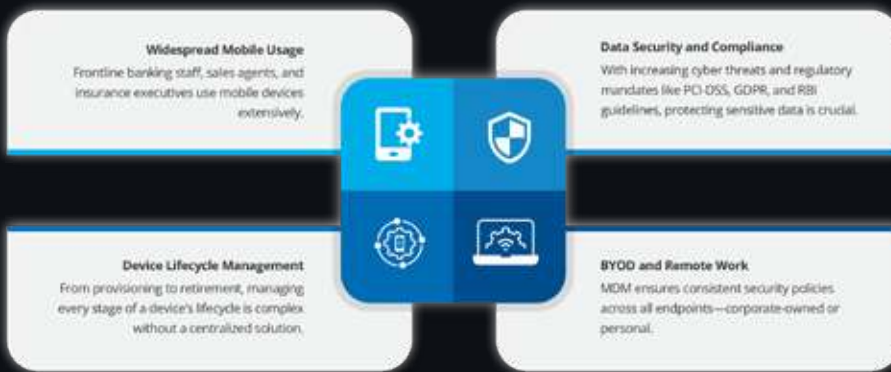 Widespread Mobile Usage
Frontline banking staff, sales agents, and
insurance executives use mobile devices
extensively.
Data Security and Compliance
With increasing cyber threats and regulatory
mandates like PCI-DSS, GDPR, and RBI
guidelines, protecting sensitive data is crucial.
Device Lifecycle Management
From provisioning to retirement, managing
every stage of a device's lifecycle is complex
without a centralized solution.
BYOD and Remote Work
MDM ensures consistent security policies
across all endpoints—corporate-owned or
personal.